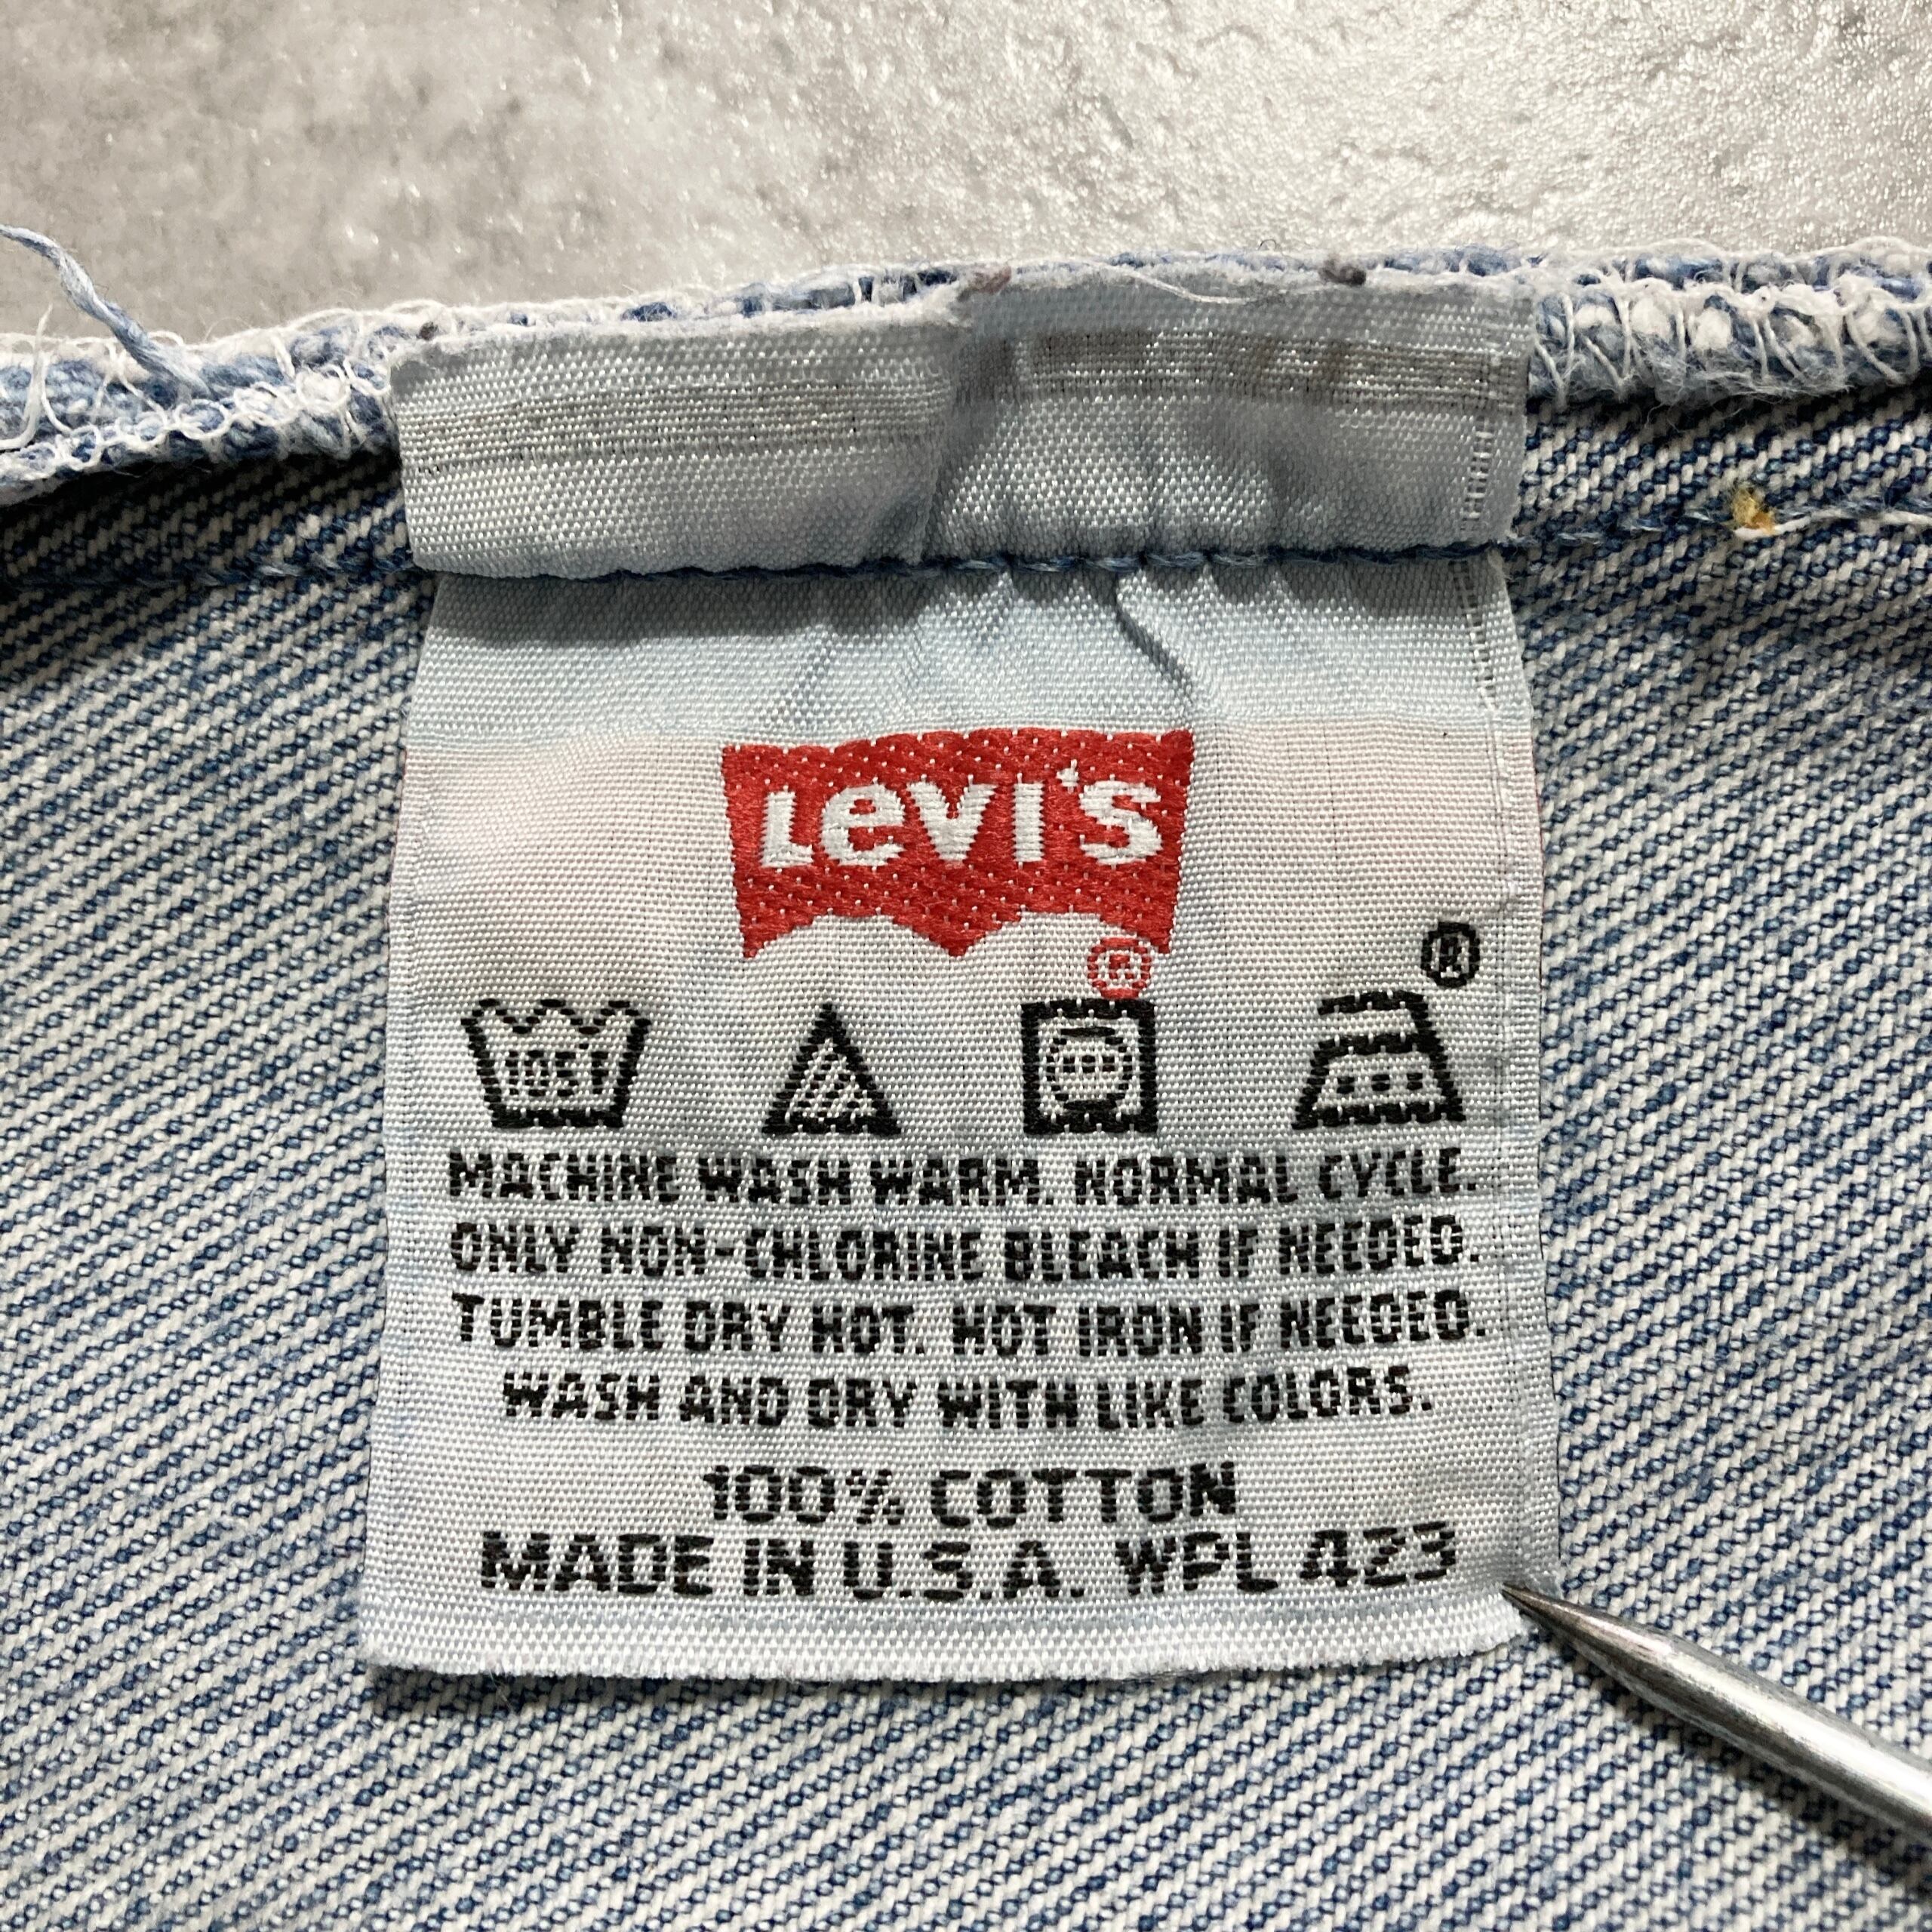 Levi's
®
®
105F
MACHINE WASH WARM. NORMAL CYCLE.
ONLY NON-CHLORINE BLEACH IF NEEDED.
TUMBLE DRY HOT. HOT IRON IF NEEDED.
WASH AND DRY WITH LIKE COLORS.
100% COTTON
MADE IN U.S.A. WPL 423